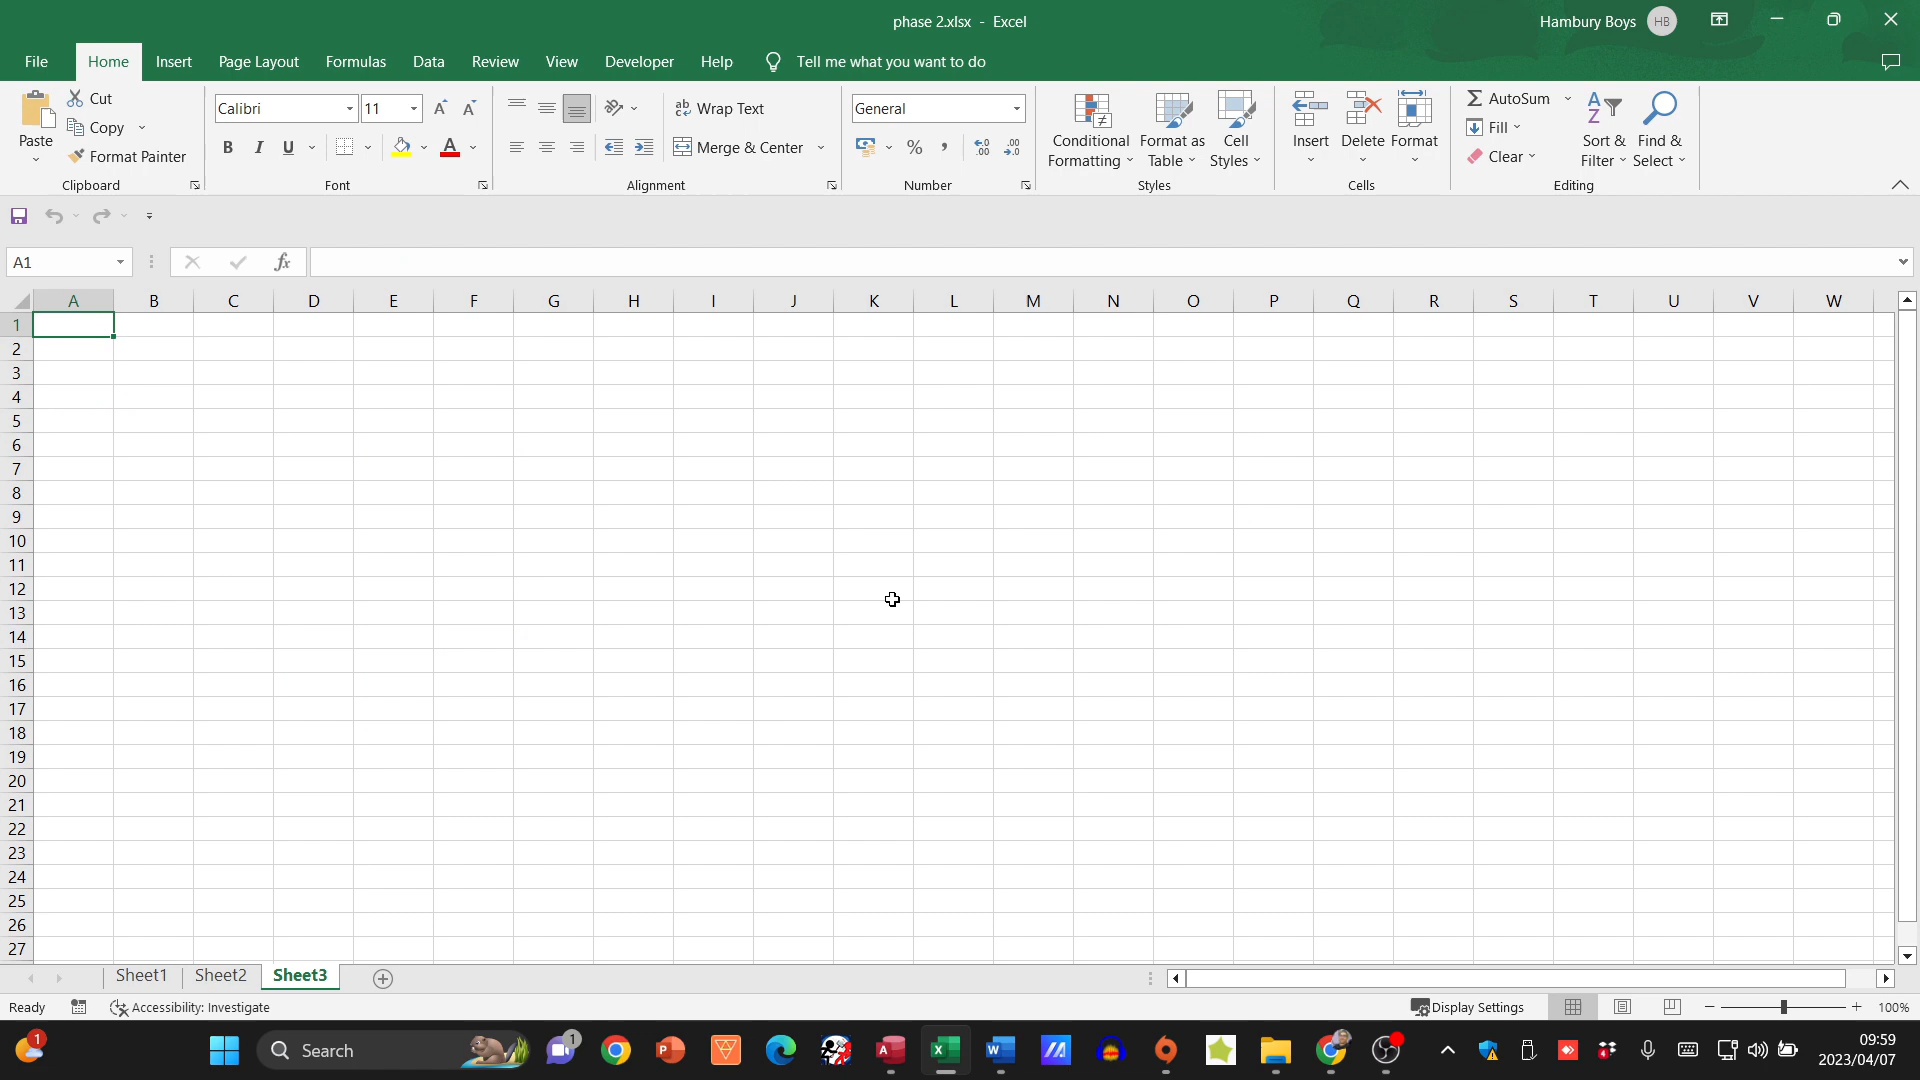 phase 2.xlsx - Excel
Hambury Boys HB
File Home Insert Page Layout Formulas Data Review View Developer Help Tell me what you want to do
Paste
Cut
Copy
Format Painter
Clipboard
Calibri 11
B I U
Font
ab Wrap Text
Merge & Center
Alignment
General
Number
Conditional Formatting
Format as Table
Cell Styles
Styles
Insert Delete Format
Cells
AutoSum
Fill
Clear
Sort & Filter
Find & Select
Editing
A1 fx
A B C D E F G H I J K L M N O P Q R S T U V W
1
2
3
4
5
6
7
8
9
10
11
12
13
14
15
16
17
18
19
20
21
22
23
24
25
26
27
Sheet1 Sheet2 Sheet3
Ready Accessibility: Investigate Display Settings 100%
1 Search 1 09:59
2023/04/07